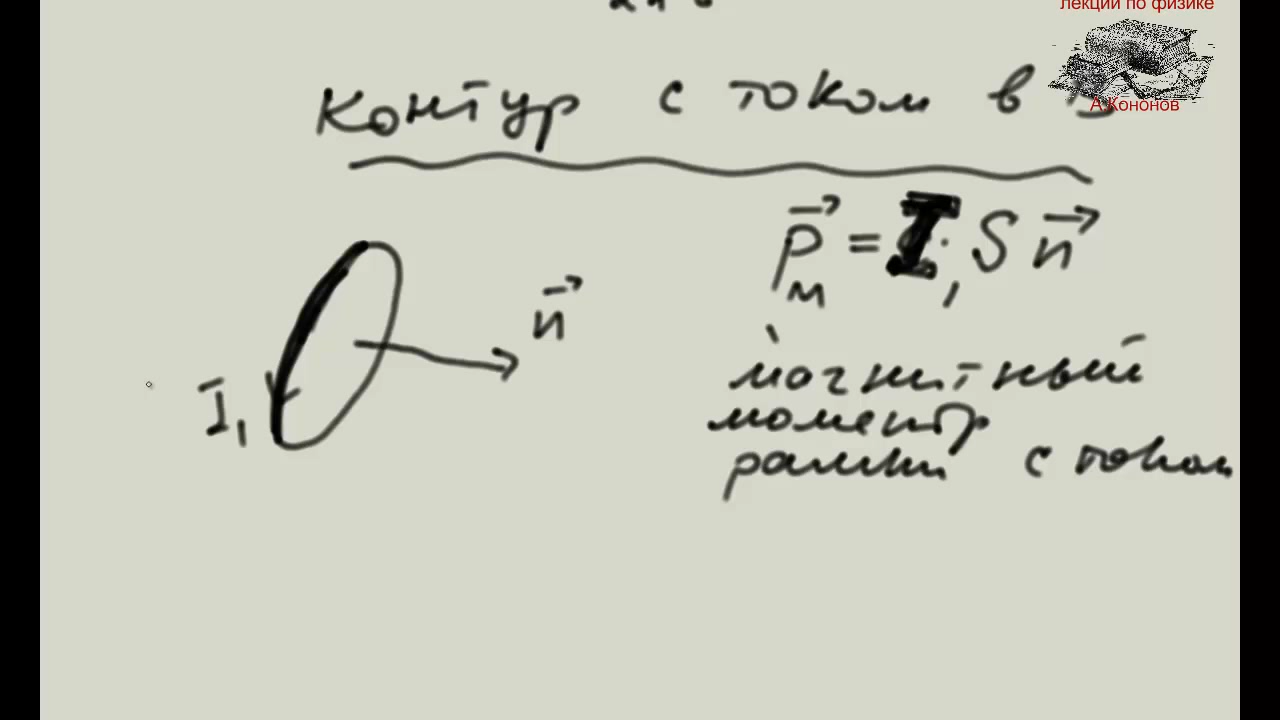 лекции по физике
А.Кононов
Контур с током в B
p⃗м = I₁ · S n⃗
n⃗
I₁
магнитный
момент
рамки с током